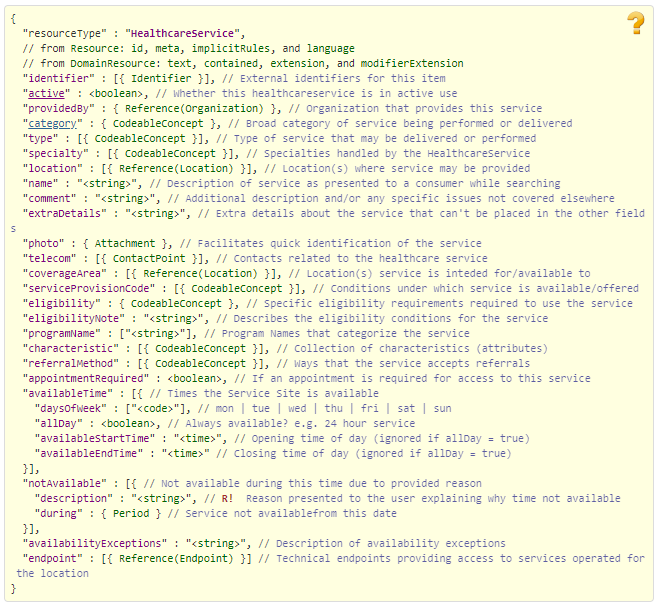 {
"resourceType" : "HealthcareService",
// from Resource: id, meta, implicitRules, and language
// from DomainResource: text, contained, extension, and modifierExtension
"identifier" : [{ Identifier }], // External identifiers for this item
"active" : <boolean>, // Whether this healthcareservice is in active use
"providedBy" : { Reference(Organization) }, // Organization that provides this service
"category" : { CodeableConcept }, // Broad category of service being performed or delivered
"type" : [{ CodeableConcept }], // Type of service that may be delivered or performed
"specialty" : [{ CodeableConcept }], // Specialties handled by the HealthcareService
"location" : [{ Reference(Location) }], // Location(s) where service may be provided
"name" : "<string>", // Description of service as presented to a consumer while searching
"comment" : "<string>", // Additional description and/or any specific issues not covered elsewhere
"extraDetails" : "<string>", // Extra details about the service that can't be placed in the other field
s
"photo" : { Attachment }, // Facilitates quick identification of the service
"telecom" : [{ ContactPoint }], // Contacts related to the healthcare service
"coverageArea" : [{ Reference(Location) }], // Location(s) service is inteded for/available to
"serviceProvisionCode" : [{ CodeableConcept }], // Conditions under which service is available/offered
"eligibility" : { CodeableConcept }, // Specific eligibility requirements required to use the service
"eligibilityNote" : "<string>", // Describes the eligibility conditions for the service
"programName" : ["<string>"], // Program Names that categorize the service
"characteristic" : [{ CodeableConcept }], // Collection of characteristics (attributes)
"referralMethod" : [{ CodeableConcept }], // Ways that the service accepts referrals
"appointmentRequired" : <boolean>, // If an appointment is required for access to this service
"availableTime" : [{ // Times the Service Site is available
"daysOfWeek" : ["<code>"], // mon | tue | wed | thu | fri | sat | sun
"allDay" : <boolean>, // Always available? e.g. 24 hour service
"availableStartTime" : "<time>", // Opening time of day (ignored if allDay = true)
"availableEndTime" : "<time>" // Closing time of day (ignored if allDay = true)
}],
"notAvailable" : [{ // Not available during this time due to provided reason
"description" : "<string>", // R! Reason presented to the user explaining why time not available
"during" : { Period } // Service not availablefrom this date
}],
"availabilityExceptions" : "<string>", // Description of availability exceptions
"endpoint" : [{ Reference(Endpoint) }] // Technical endpoints providing access to services operated for
the location
}
?